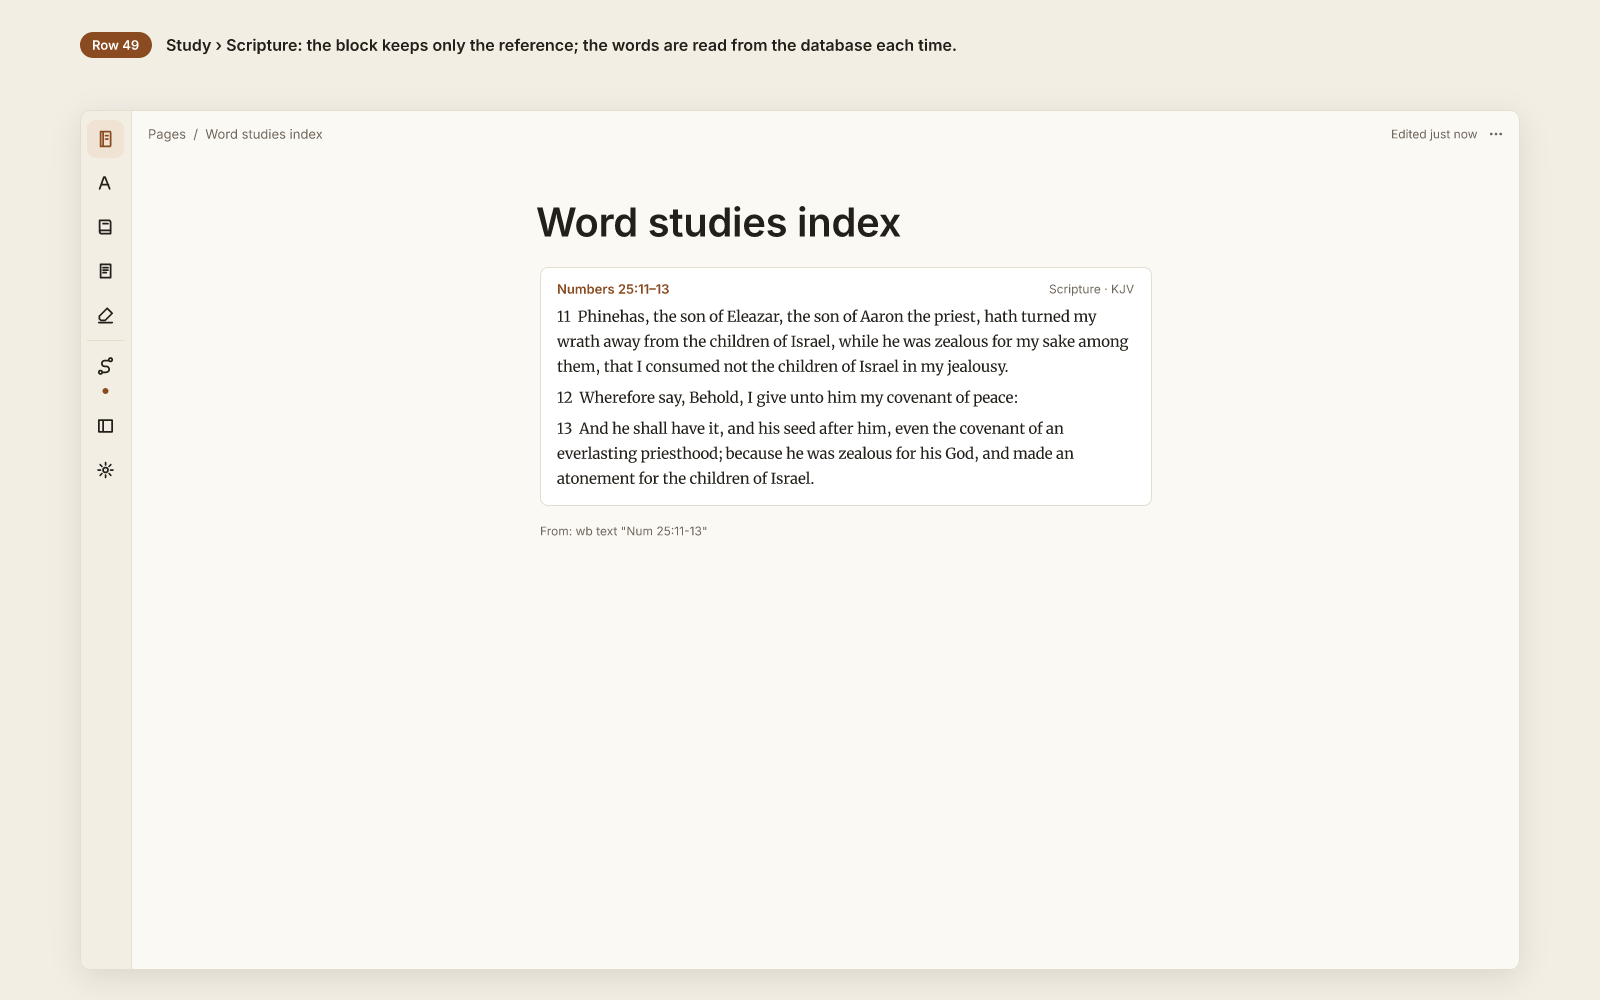 Row 49
Study › Scripture: the block keeps only the reference; the words are read from the database each time.
Pages / Word studies index
Edited just now
Word studies index
Numbers 25:11–13
Scripture · KJV
11 Phinehas, the son of Eleazar, the son of Aaron the priest, hath turned my
wrath away from the children of Israel, while he was zealous for my sake among
them, that I consumed not the children of Israel in my jealousy.
12 Wherefore say, Behold, I give unto him my covenant of peace:
13 And he shall have it, and his seed after him, even the covenant of an
everlasting priesthood; because he was zealous for his God, and made an
atonement for the children of Israel.
From: wb text "Num 25:11-13"